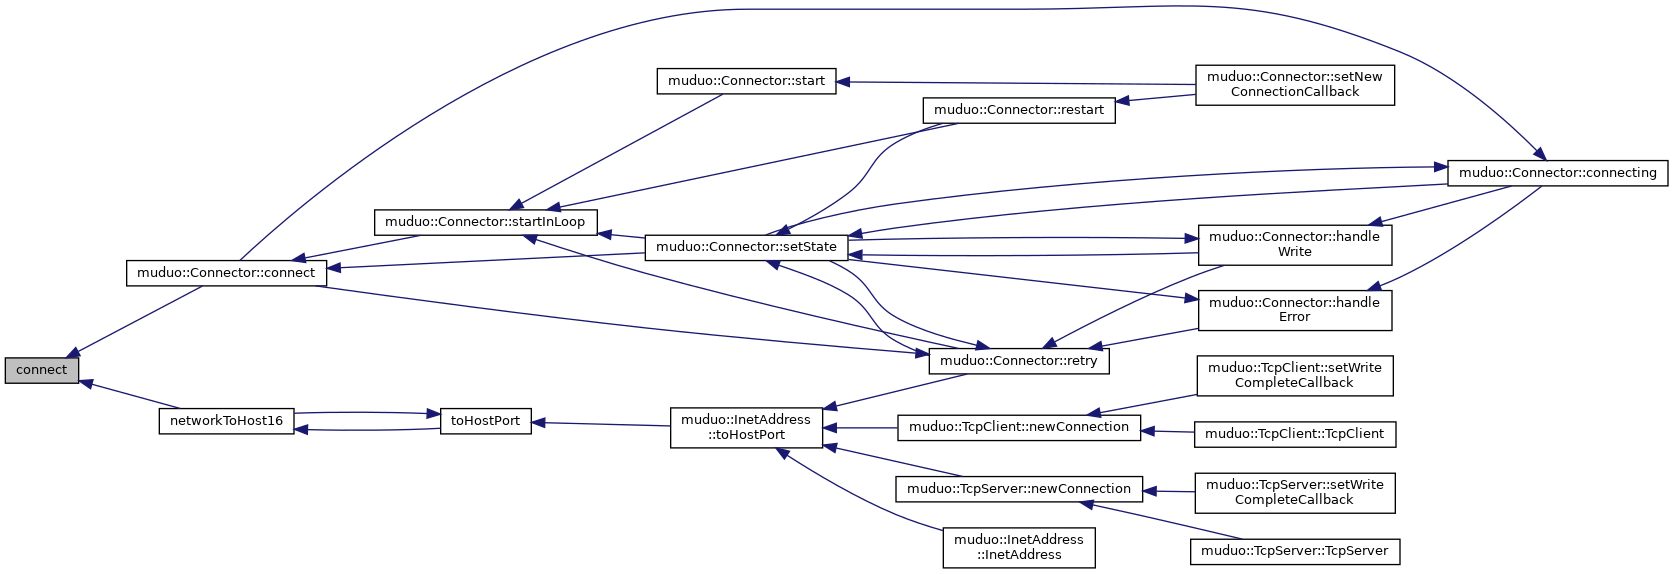 muduo::Connector::start
muduo::Connector::setNew
ConnectionCallback
muduo::Connector::restart
muduo::Connector::connecting
muduo::Connector::startInLoop
muduo::Connector::setState
muduo::Connector::handle
Write
muduo::Connector::connect
muduo::Connector::handle
Error
muduo::Connector::retry
connect
muduo::TcpClient::setWrite
CompleteCallback
networkToHost16
toHostPort
muduo::InetAddress
::toHostPort
muduo::TcpClient::newConnection
muduo::TcpClient::TcpClient
muduo::TcpServer::newConnection
muduo::TcpServer::setWrite
CompleteCallback
muduo::InetAddress
::InetAddress
muduo::TcpServer::TcpServer